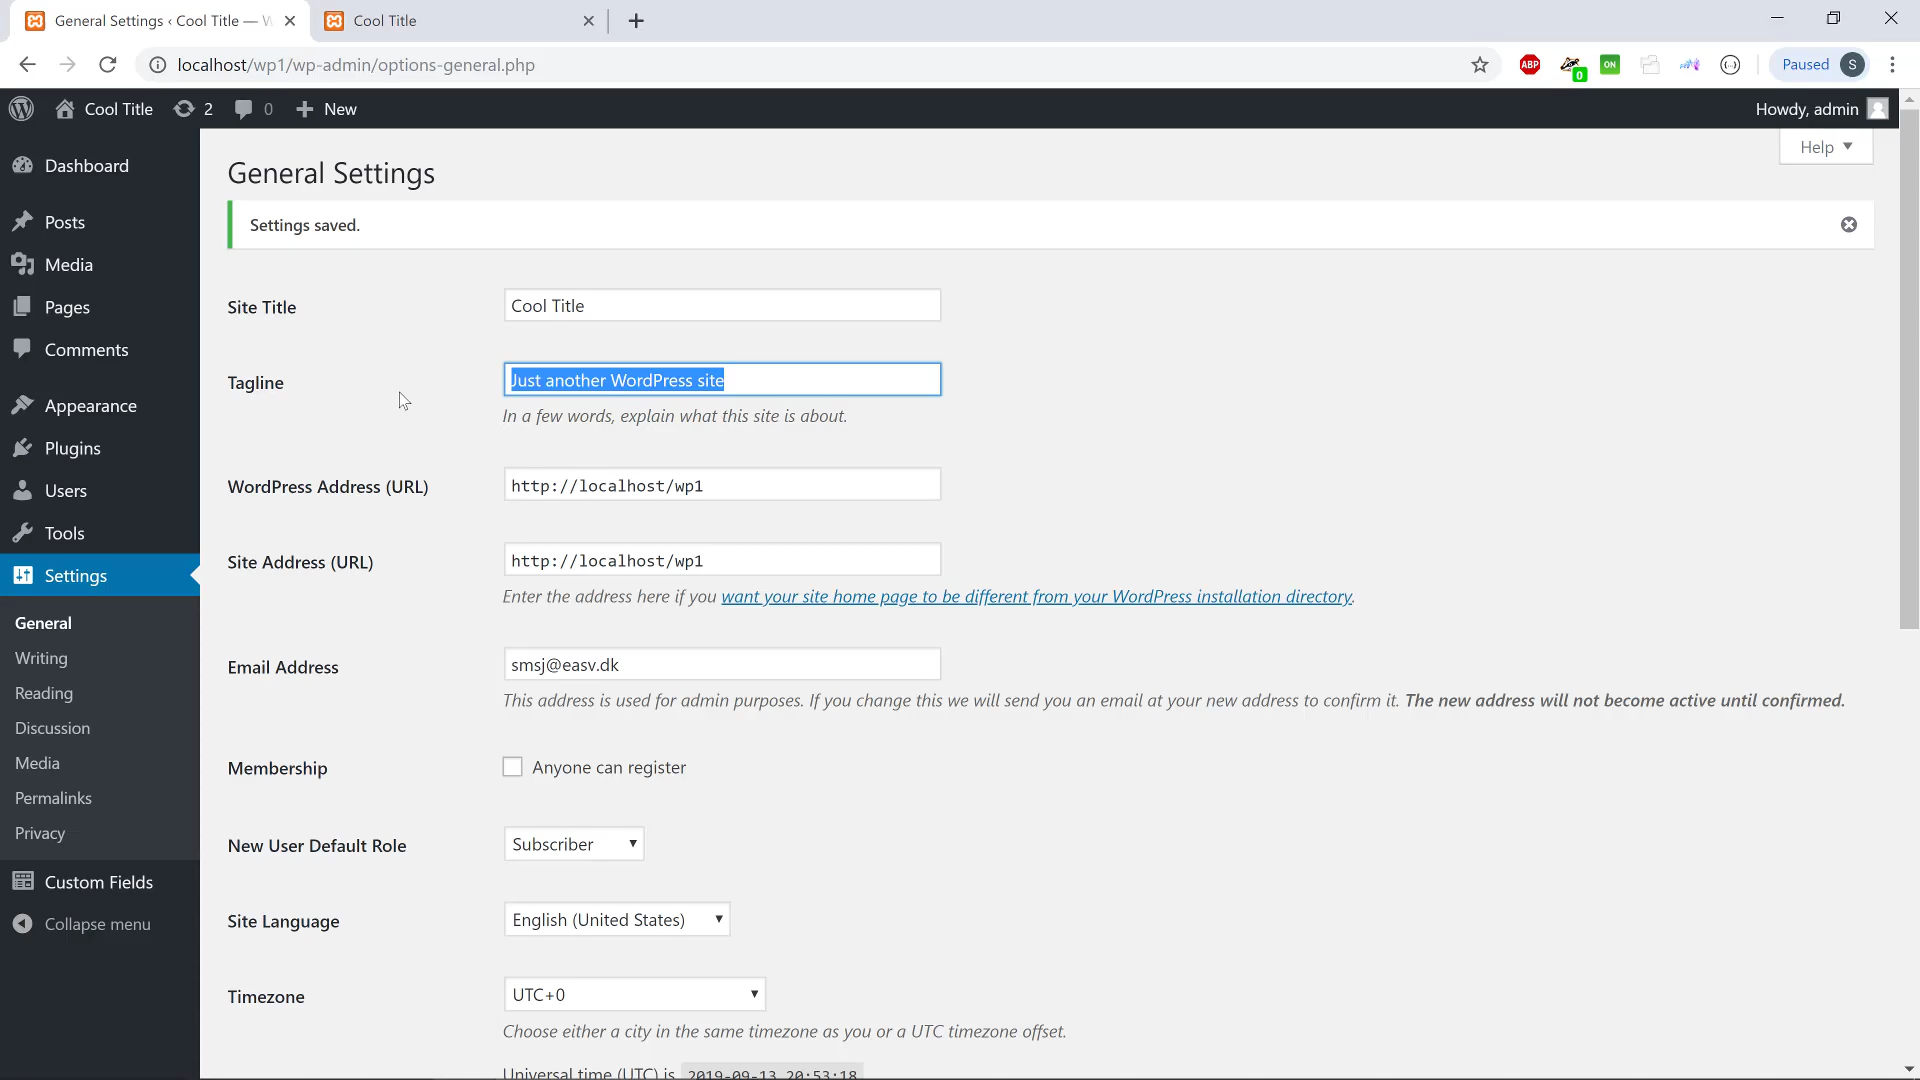 General Settings ‹ Cool Title — W
Cool Title
localhost/wp1/wp-admin/options-general.php
ABP
0
ON
Paused
S
Cool Title
2
0
New
Howdy, admin
Help
Dashboard
Posts
Media
Pages
Comments
Appearance
Plugins
Users
Tools
Settings
General
Writing
Reading
Discussion
Media
Permalinks
Privacy
Custom Fields
Collapse menu
General Settings
Settings saved.
Site Title
Cool Title
Tagline
Just another WordPress site
In a few words, explain what this site is about.
WordPress Address (URL)
http://localhost/wp1
Site Address (URL)
http://localhost/wp1
Enter the address here if you want your site home page to be different from your WordPress installation directory.
Email Address
smsj@easv.dk
This address is used for admin purposes. If you change this we will send you an email at your new address to confirm it. The new address will not become active until confirmed.
Membership
Anyone can register
New User Default Role
Subscriber
Site Language
English (United States)
Timezone
UTC+0
Choose either a city in the same timezone as you or a UTC timezone offset.
Universal time (UTC) is 2019-09-13 20:53:18